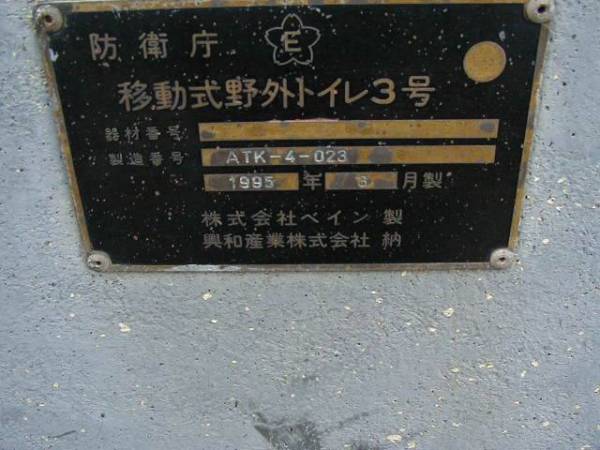 防衛庁 E
移動式野外トイレ3号
器材番号
製造番号 ATK-4-023
1995 年 6 月製
株式会社ベイン 製
興和産業株式会社 納